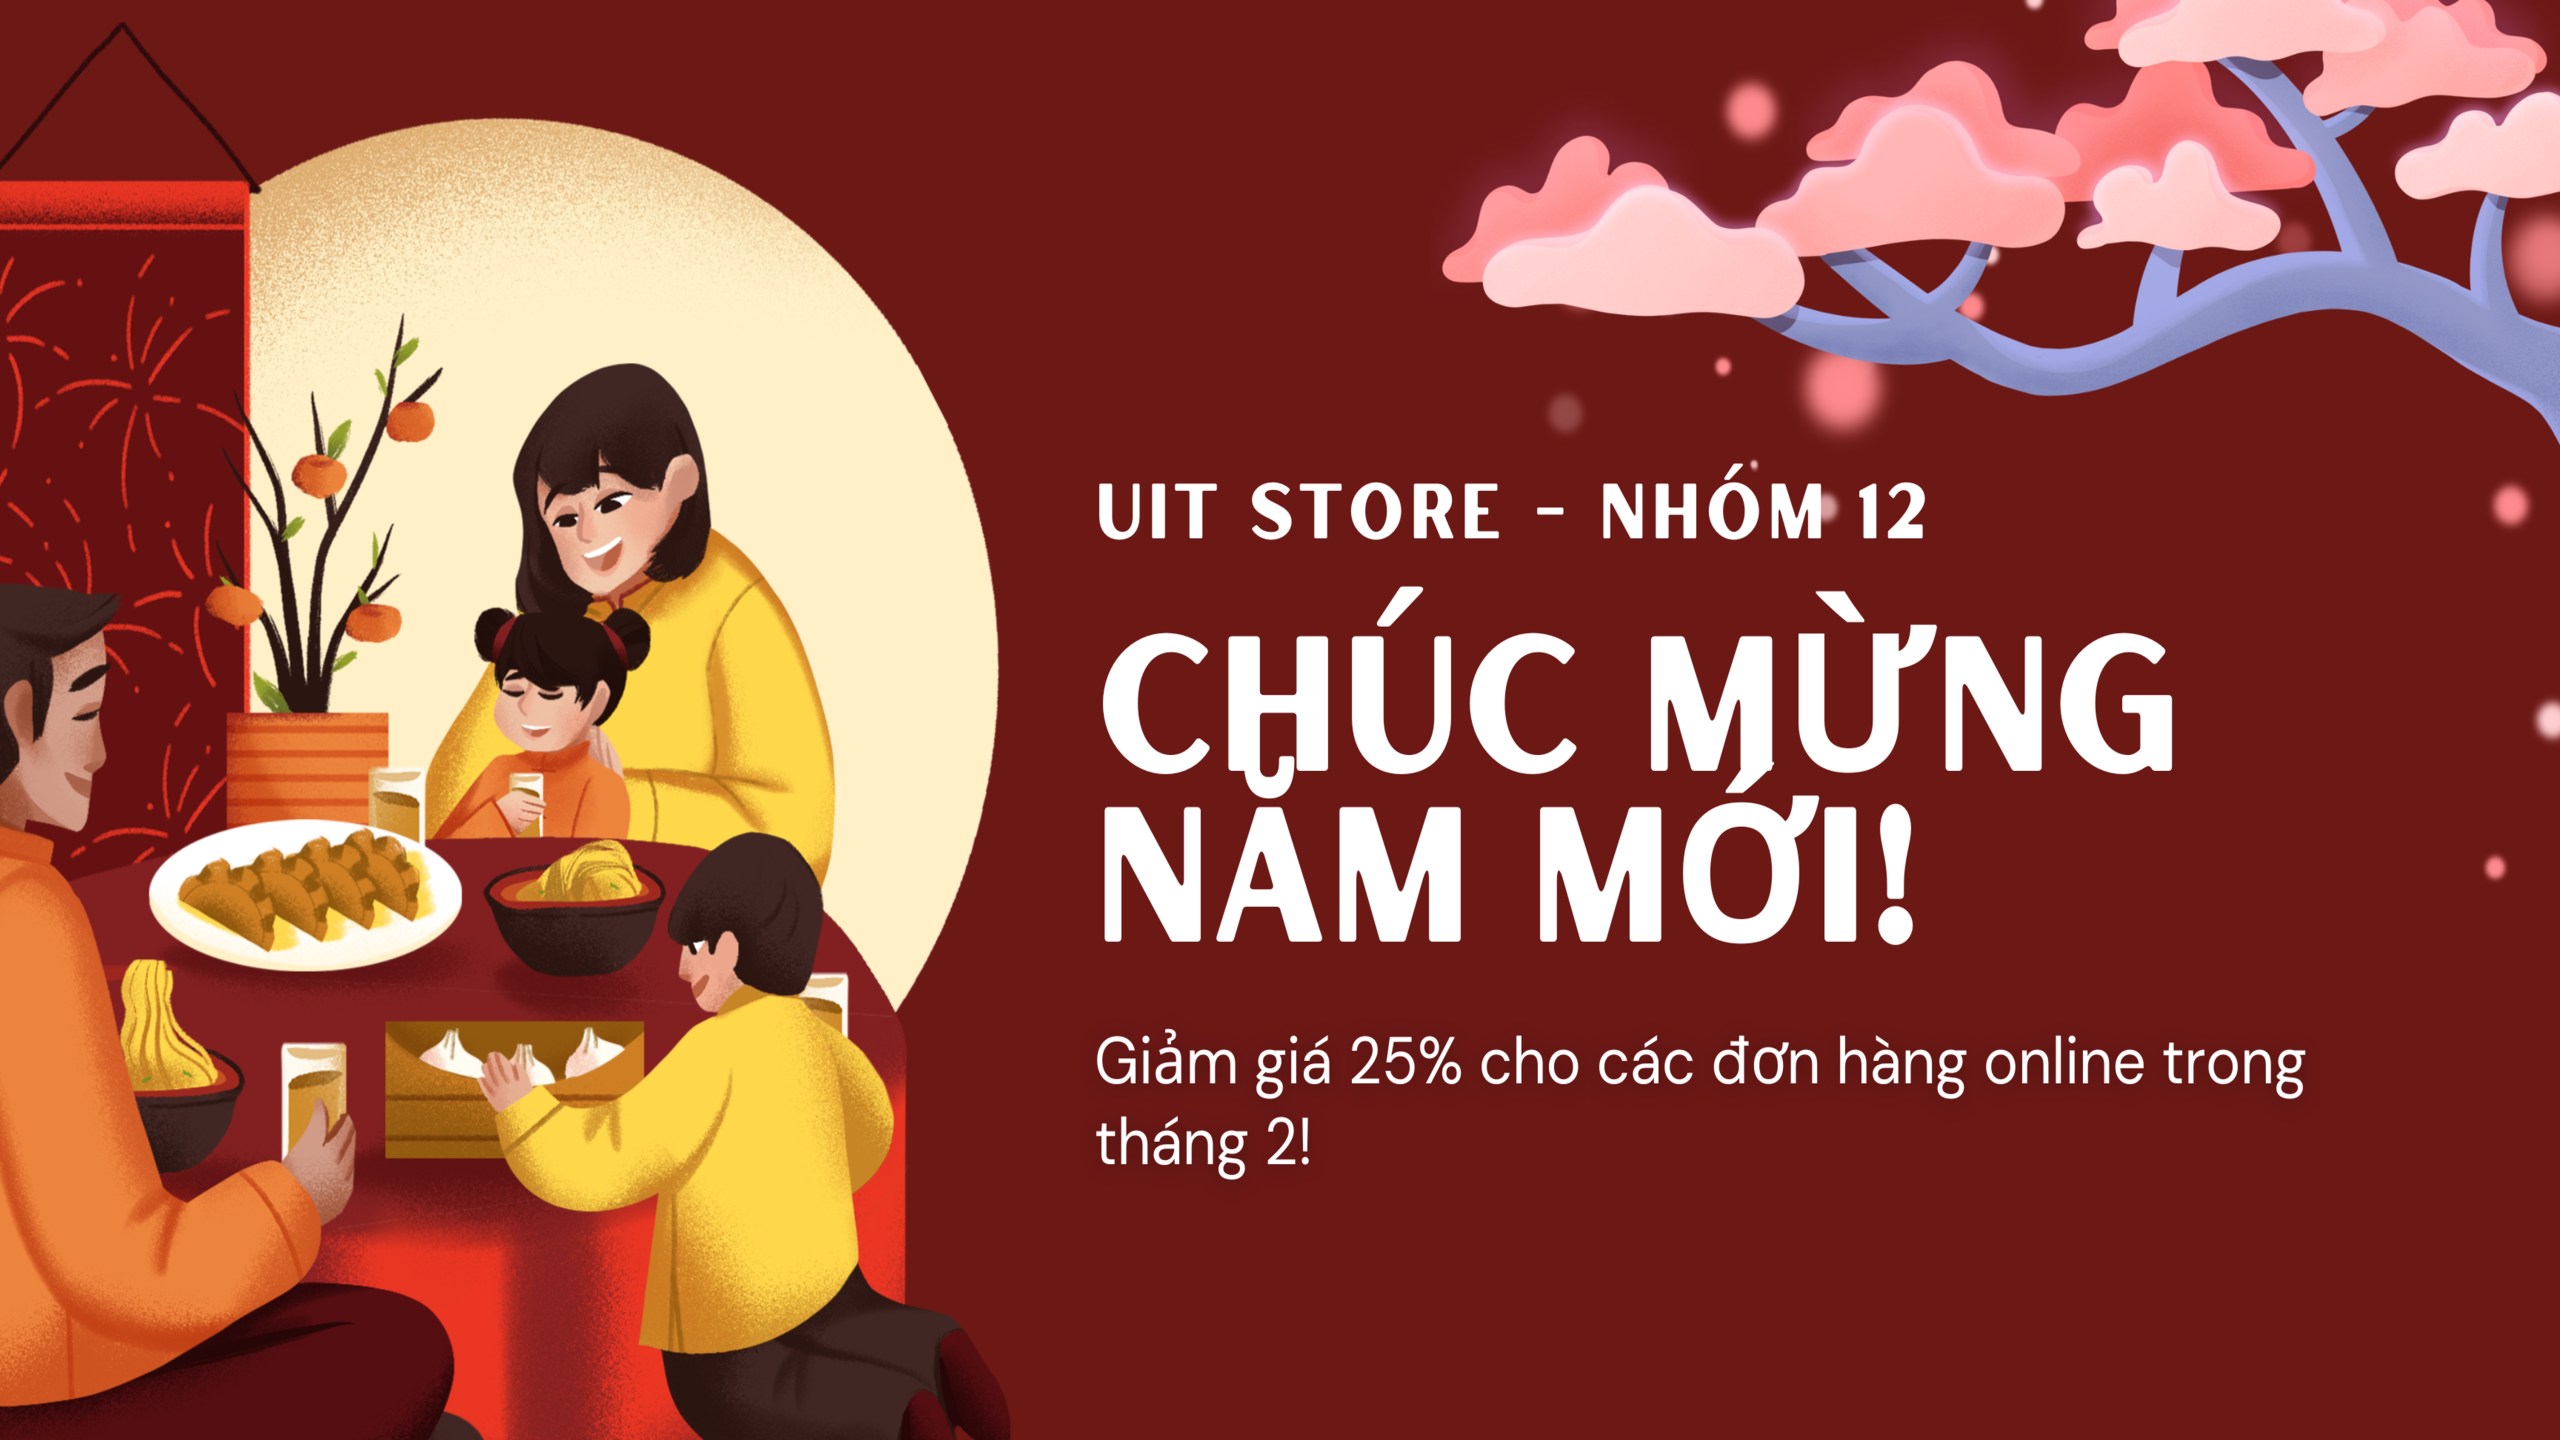 UIT STORE - NHÓM 12
CHÚC MỪNG
NĂM MỚI!
Giảm giá 25% cho các đơn hàng online trong
tháng 2!